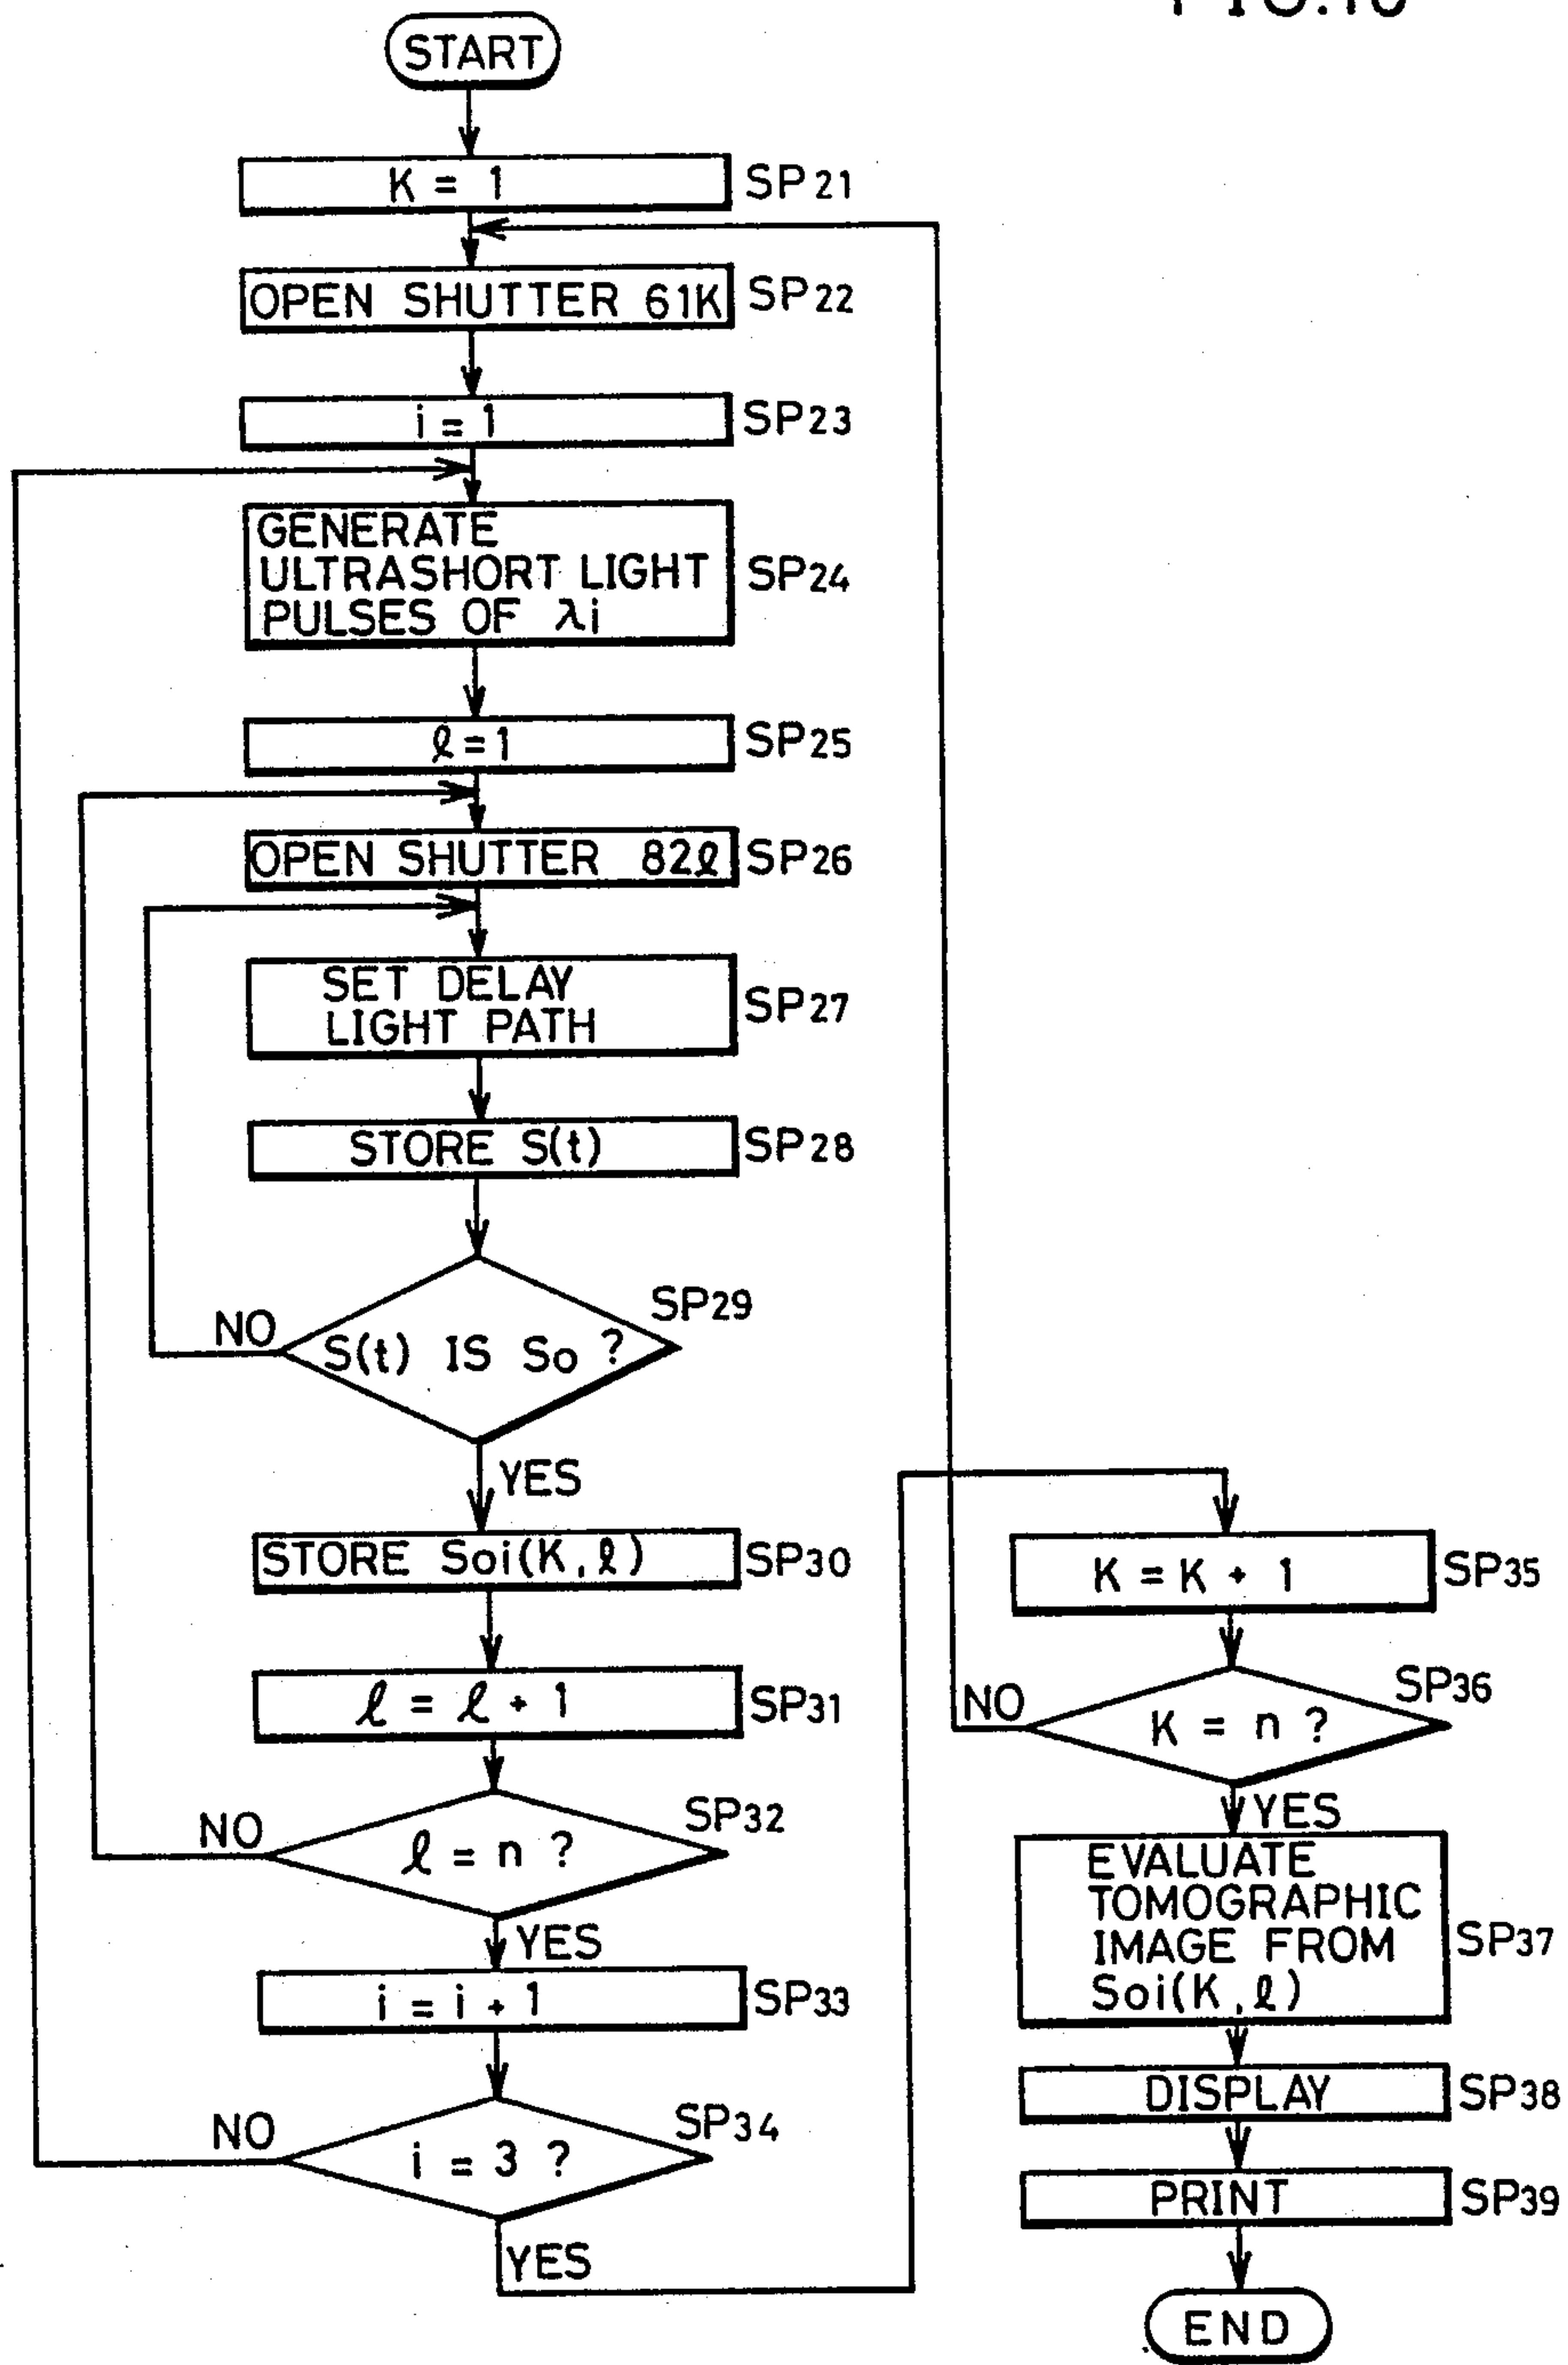 START
K = 1
SP21
OPEN SHUTTER 61K
SP22
i = 1
SP23
GENERATE
ULTRASHORT LIGHT
PULSES OF λi
SP24
ℓ = 1
SP25
OPEN SHUTTER 82ℓ
SP26
SET DELAY
LIGHT PATH
SP27
STORE S(t)
SP28
SP29
NO
S(t) IS So ?
YES
STORE Soi(K,ℓ)
SP30
ℓ = ℓ + 1
SP31
SP32
NO
ℓ = n ?
YES
i = i + 1
SP33
SP34
NO
i = 3 ?
YES
K = K + 1
SP35
SP36
NO
K = n ?
YES
EVALUATE
TOMOGRAPHIC
IMAGE FROM
Soi(K,ℓ)
SP37
DISPLAY
SP38
PRINT
SP39
END